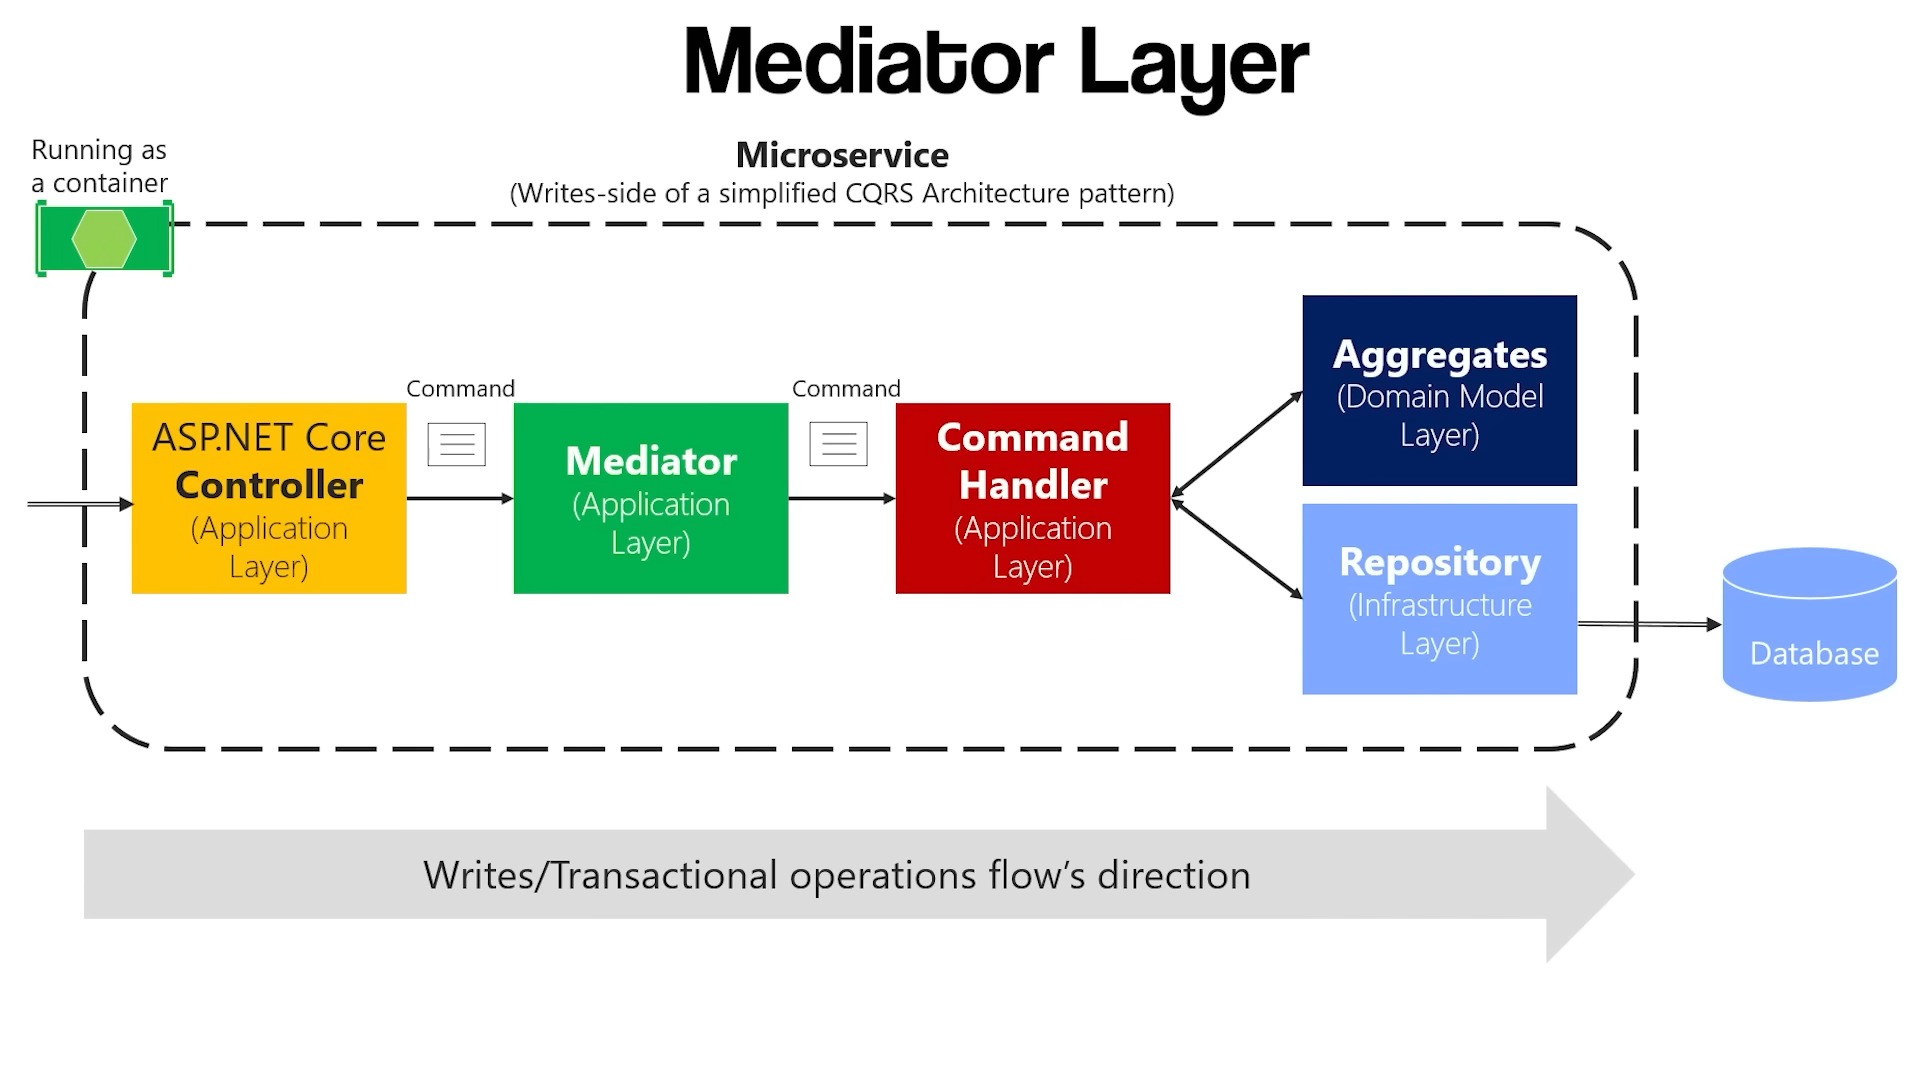 Mediator Layer
Running as
a container
Microservice
(Writes-side of a simplified CQRS Architecture pattern)
Command
Command
ASP.NET Core
Controller
(Application
Layer)
Mediator
(Application
Layer)
Command
Handler
(Application
Layer)
Aggregates
(Domain Model
Layer)
Repository
(Infrastructure
Layer)
Database
Writes/Transactional operations flow’s direction